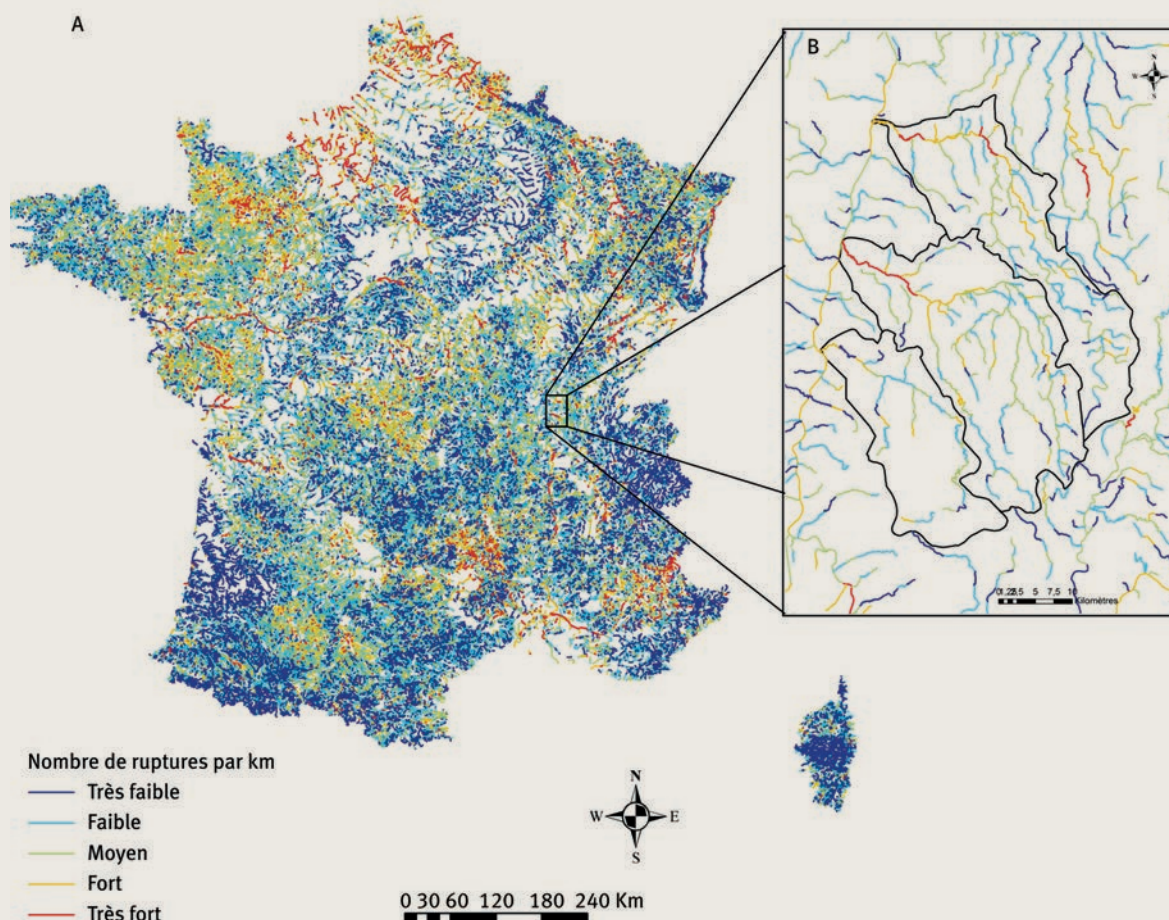 A
B
N
W E
S
Kilomètres
Nombre de ruptures par km
Très faible
Faible
Moyen
Fort
Très fort
N
W E
S
0 30 60 120 180 240 Km